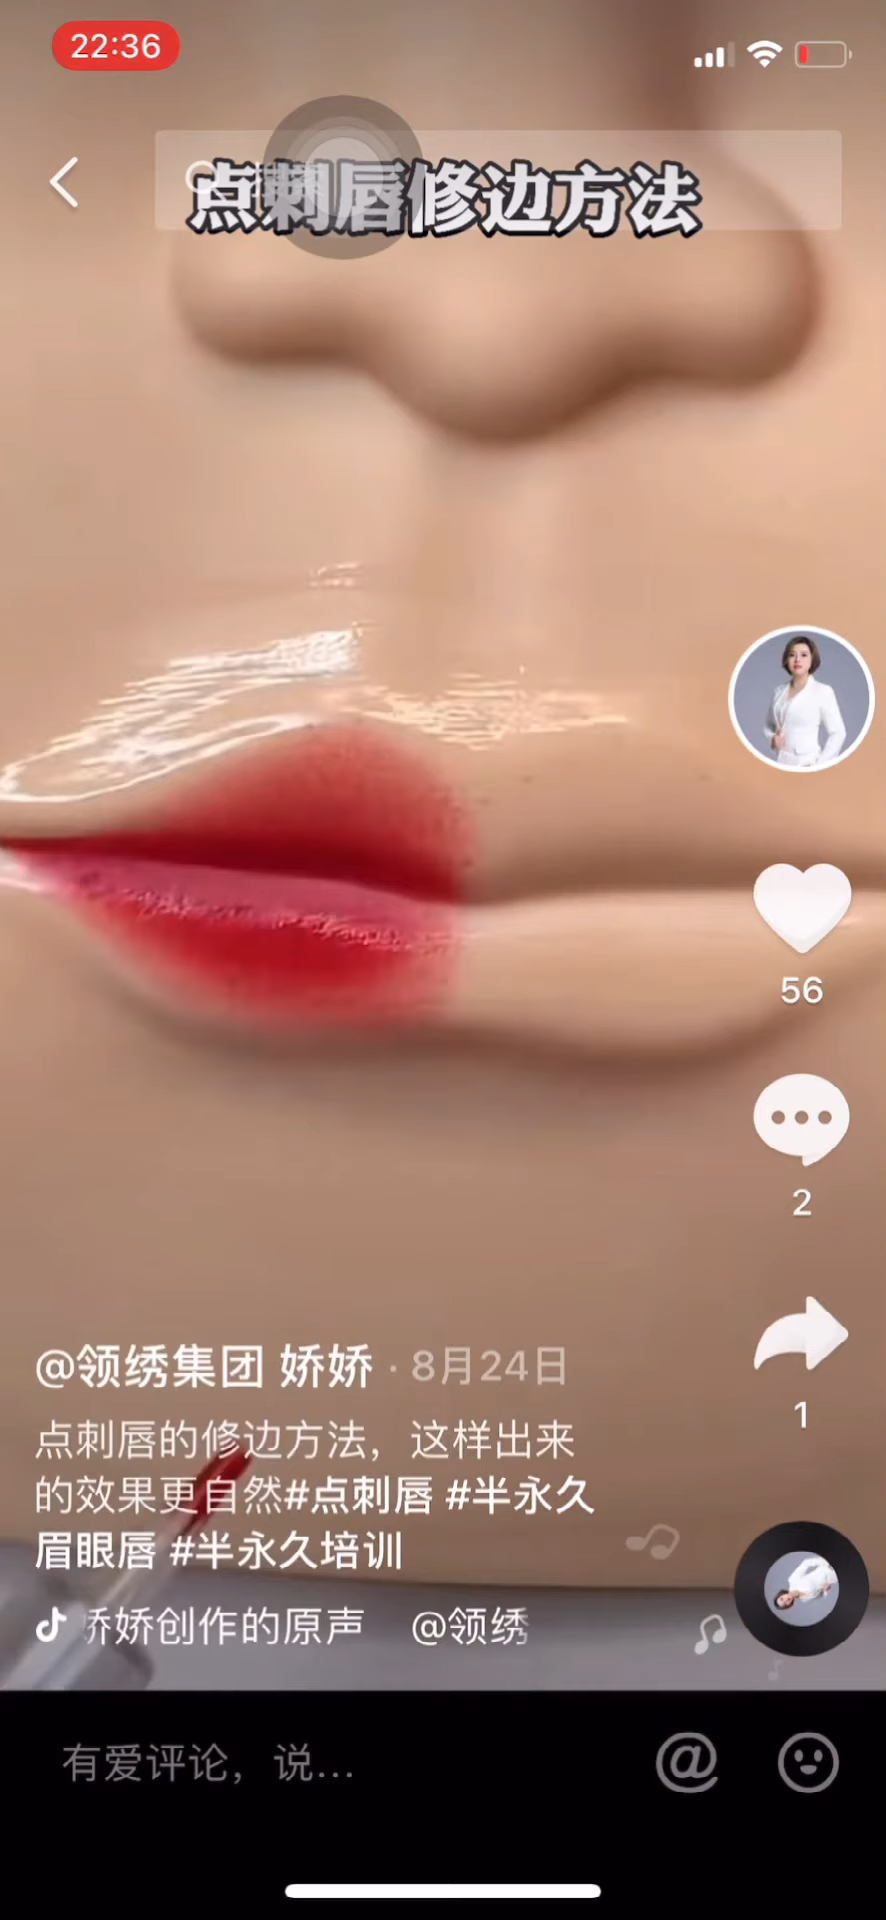 22:36
点刺唇修边方法
56
2
1
@领绣集团 娇娇 · 8月24日
点刺唇的修边方法，这样出来
的效果更自然#点刺唇 #半永久
眉眼唇 #半永久培训
娇娇创作的原声 @领绣
有爱评论，说...